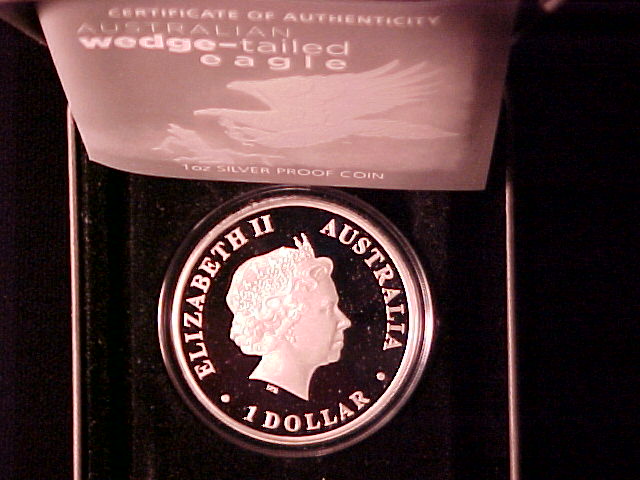 CERTIFICATE OF AUTHENTICITY
AUSTRALIAN
wedge-tailed
eagle
1oz SILVER PROOF COIN
ELIZABETH II
AUSTRALIA
1 DOLLAR